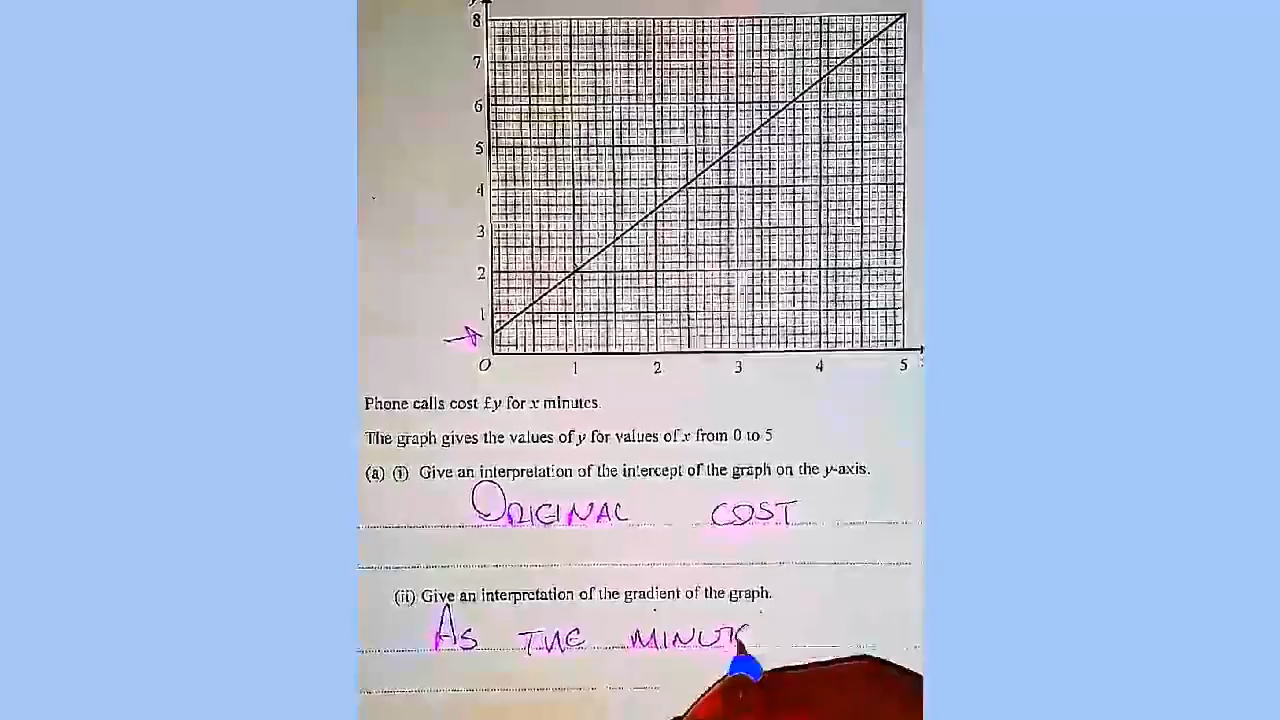 8
7
6
5
4
3
2
1
O 1 2 3 4 5
Phone calls cost £y for x minutes.
The graph gives the values of y for values of x from 0 to 5
(a) (i) Give an interpretation of the intercept of the graph on the y-axis.
ORIGINAL COST
(ii) Give an interpretation of the gradient of the graph.
AS THE MINUT